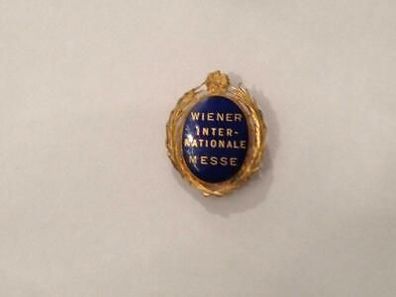 WIENER
INTER-
NATIONALE
MESSE